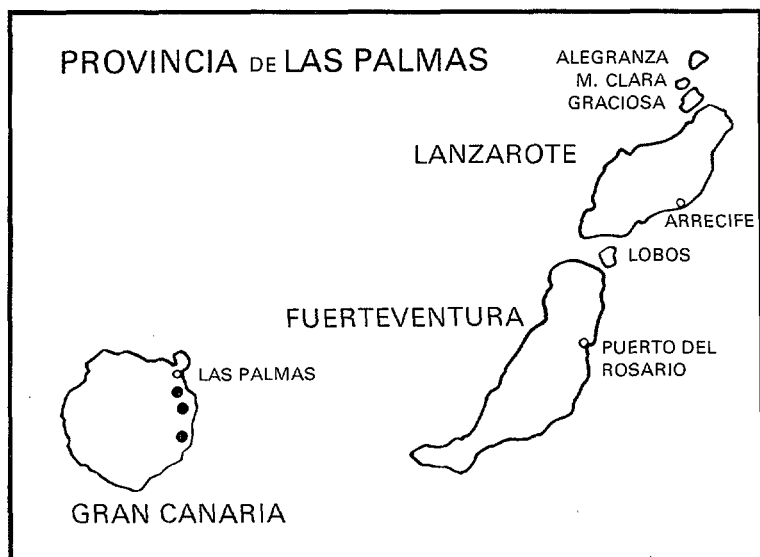 PROVINCIA DE LAS PALMAS
ALEGRANZA
M. CLARA
GRACIOSA
LANZAROTE
ARRECIFE
LOBOS
FUERTEVENTURA
PUERTO DEL
ROSARIO
LAS PALMAS
GRAN CANARIA